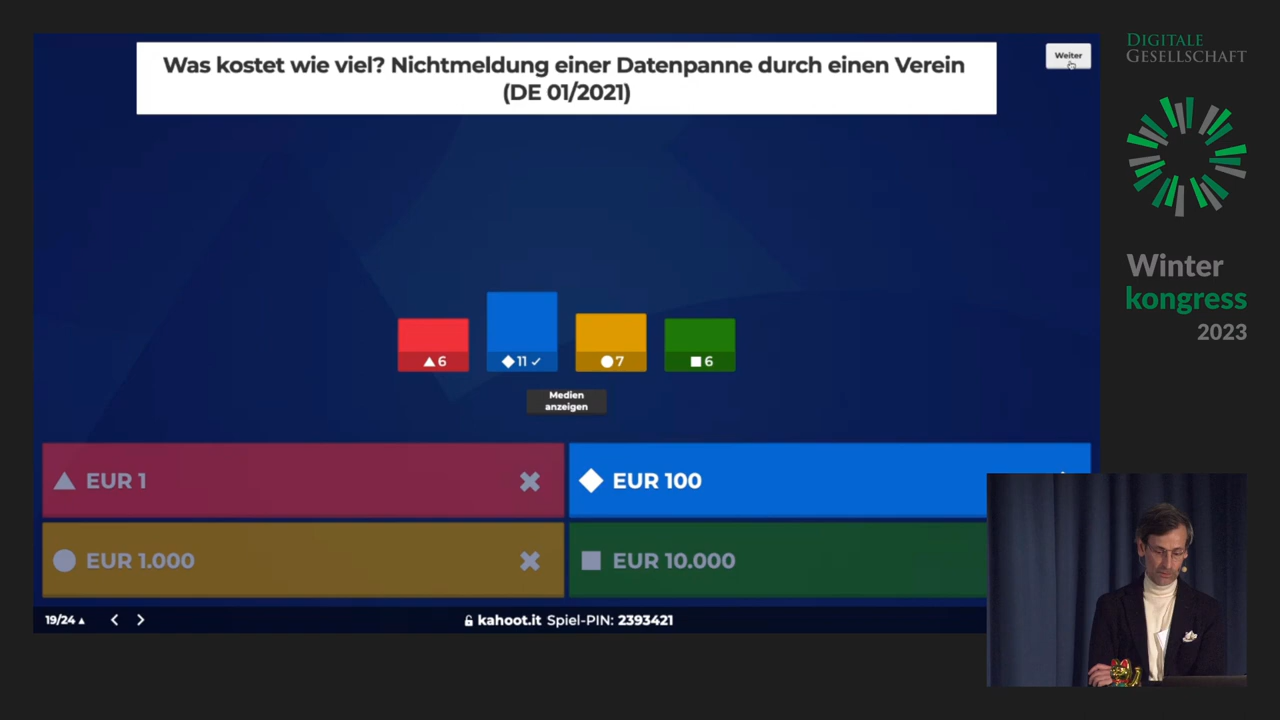 Was kostet wie viel? Nichtmeldung einer Datenpanne durch einen Verein
(DE 01/2021)
Weiter
DIGITALE
GESELLSCHAFT
Winter
kongress
2023
6
11
7
6
Medien
anzeigen
EUR 1
EUR 100
EUR 1.000
EUR 10.000
19/24
kahoot.it Spiel-PIN: 2393421